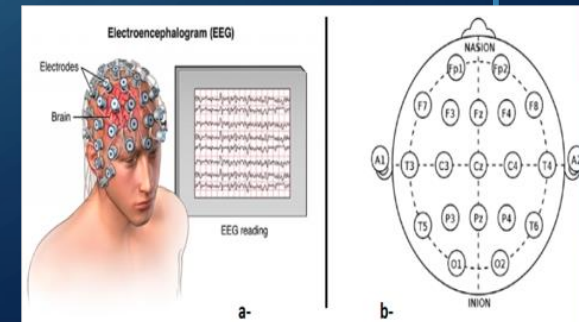 Electroencephalogram (EEG)
Electrodes
Brain
EEG reading
a-
NASION
Fp1 Fp2
F7 F3 Fz F4 F8
A1 T3 C3 Cz C4 T4 A2
T5 P3 Pz P4 T6
O1 O2
INION
b-